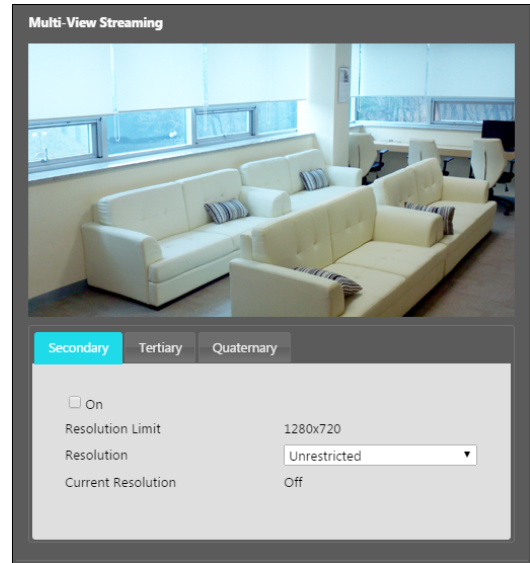 Multi-View Streaming
Secondary Tertiary Quaternary
On
Resolution Limit 1280x720
Resolution Unrestricted
Current Resolution Off